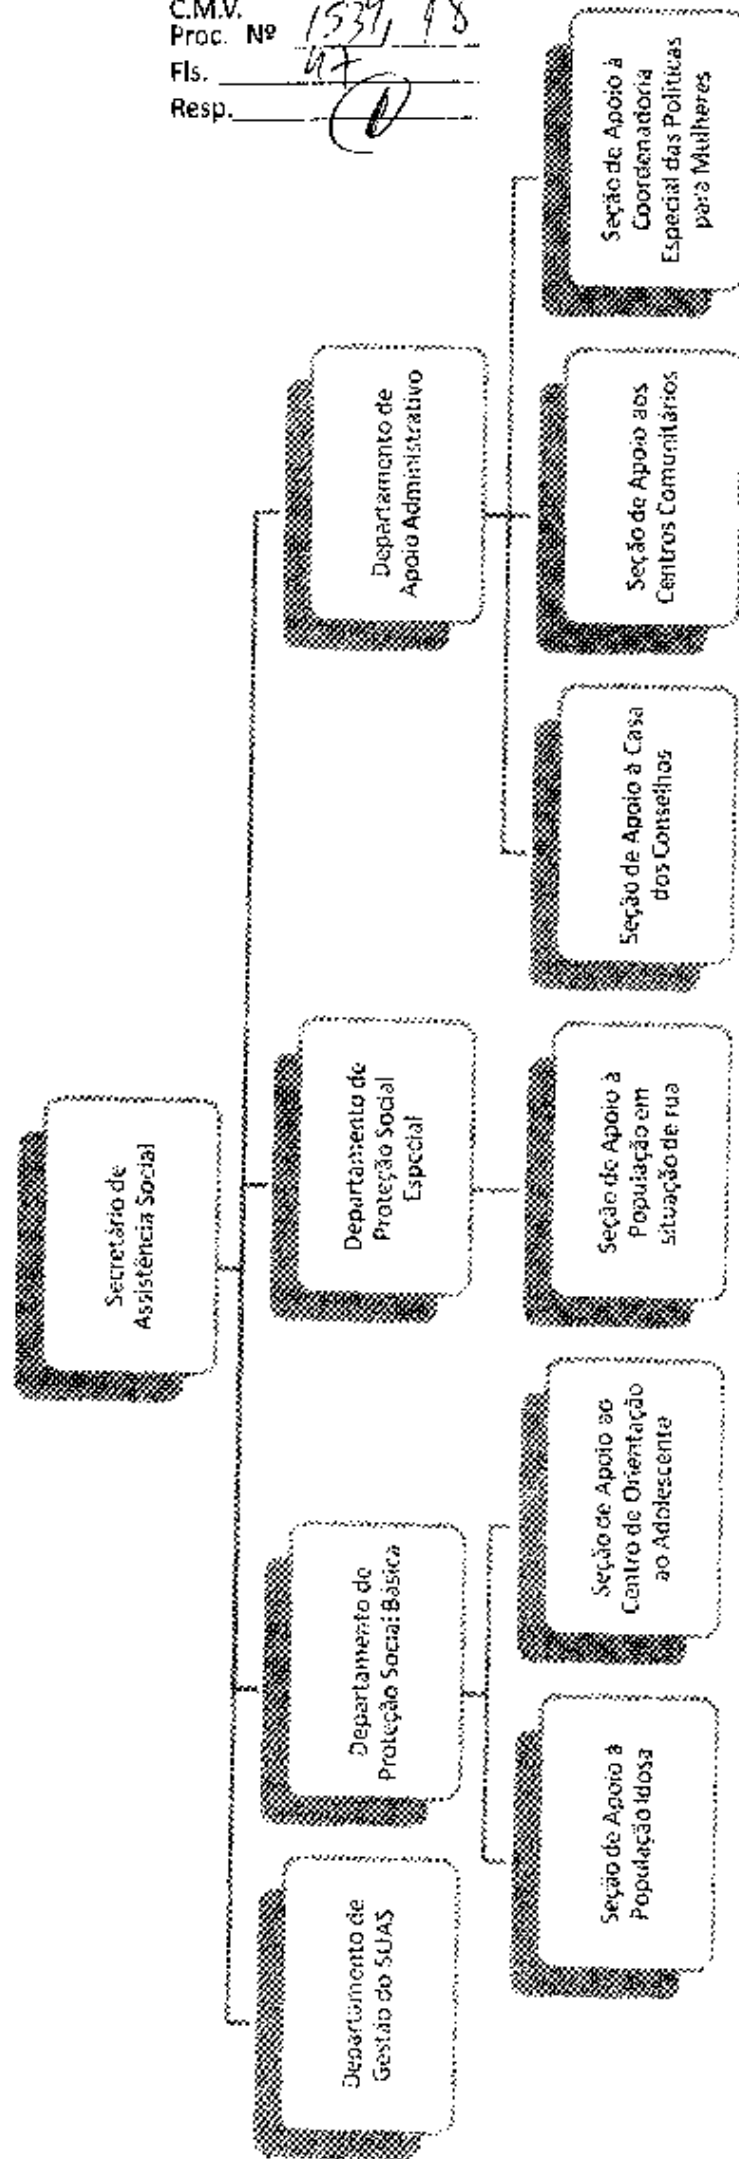 C.M.V.
Proc. Nº 1539, 18
Fls. 47
Resp.
Secretário de
Assistência Social
Departamento de
Gestão do SUAS
Departamento de
Proteção Social Básica
Departamento de
Proteção Social
Especial
Departamento de
Apoio Administrativo
Seção de Apoio à
População Idosa
Seção de Apoio ao
Centro de Orientação
ao Adolescente
Seção de Apoio à
População em
situação de rua
Seção de Apoio à Casa
dos Conselhos
Seção de Apoio aos
Centros Comunitários
Seção de Apoio à
Coordenadoria
Especial das Políticas
para Mulheres